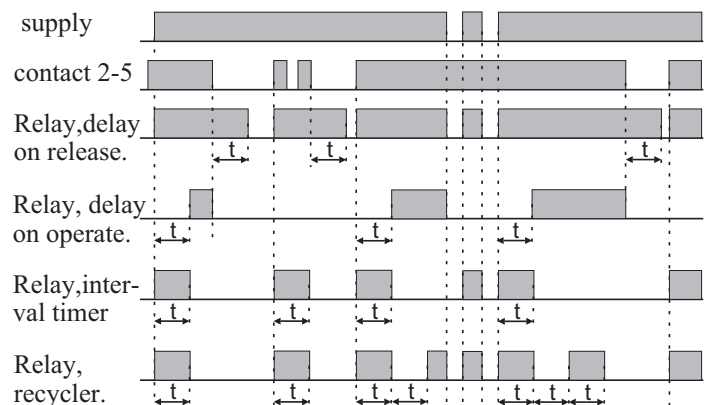 supply
contact 2-5
Relay,delay
on release.
t t t
Relay, delay
on operate.
t t t
Relay,inter-
val timer
t t t t
Relay,
recycler.
t t t t t t t